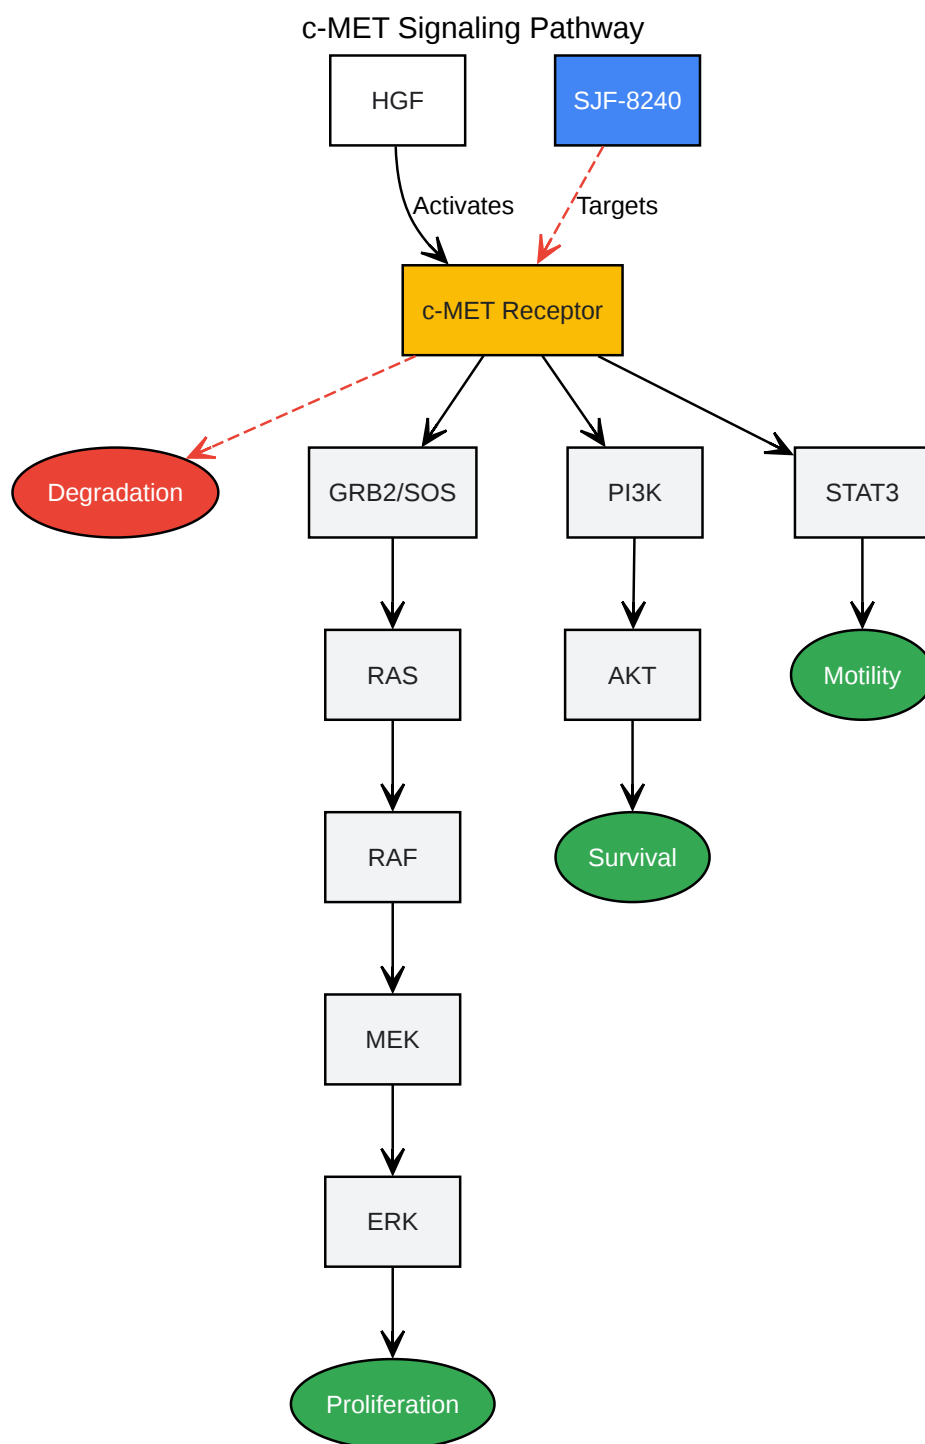 c-MET Signaling Pathway
HGF
SJF-8240
Activates
Targets
c-MET Receptor
Degradation
GRB2/SOS
PI3K
STAT3
RAS
AKT
Motility
RAF
Survival
MEK
ERK
Proliferation